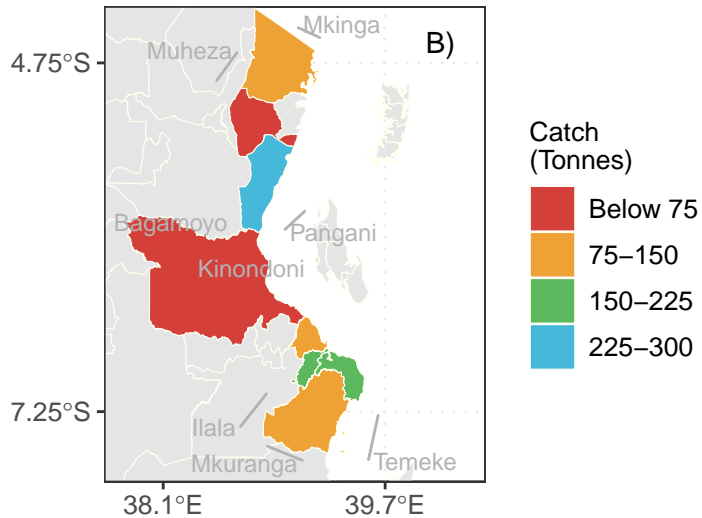 Mkinga
B)
Muheza
4.75°S
Bagamoyo
Pangani
Kinondoni
7.25°S
Ilala
Mkuranga
Temeke
38.1°E
39.7°E
Catch
(Tonnes)
Below 75
75–150
150–225
225–300